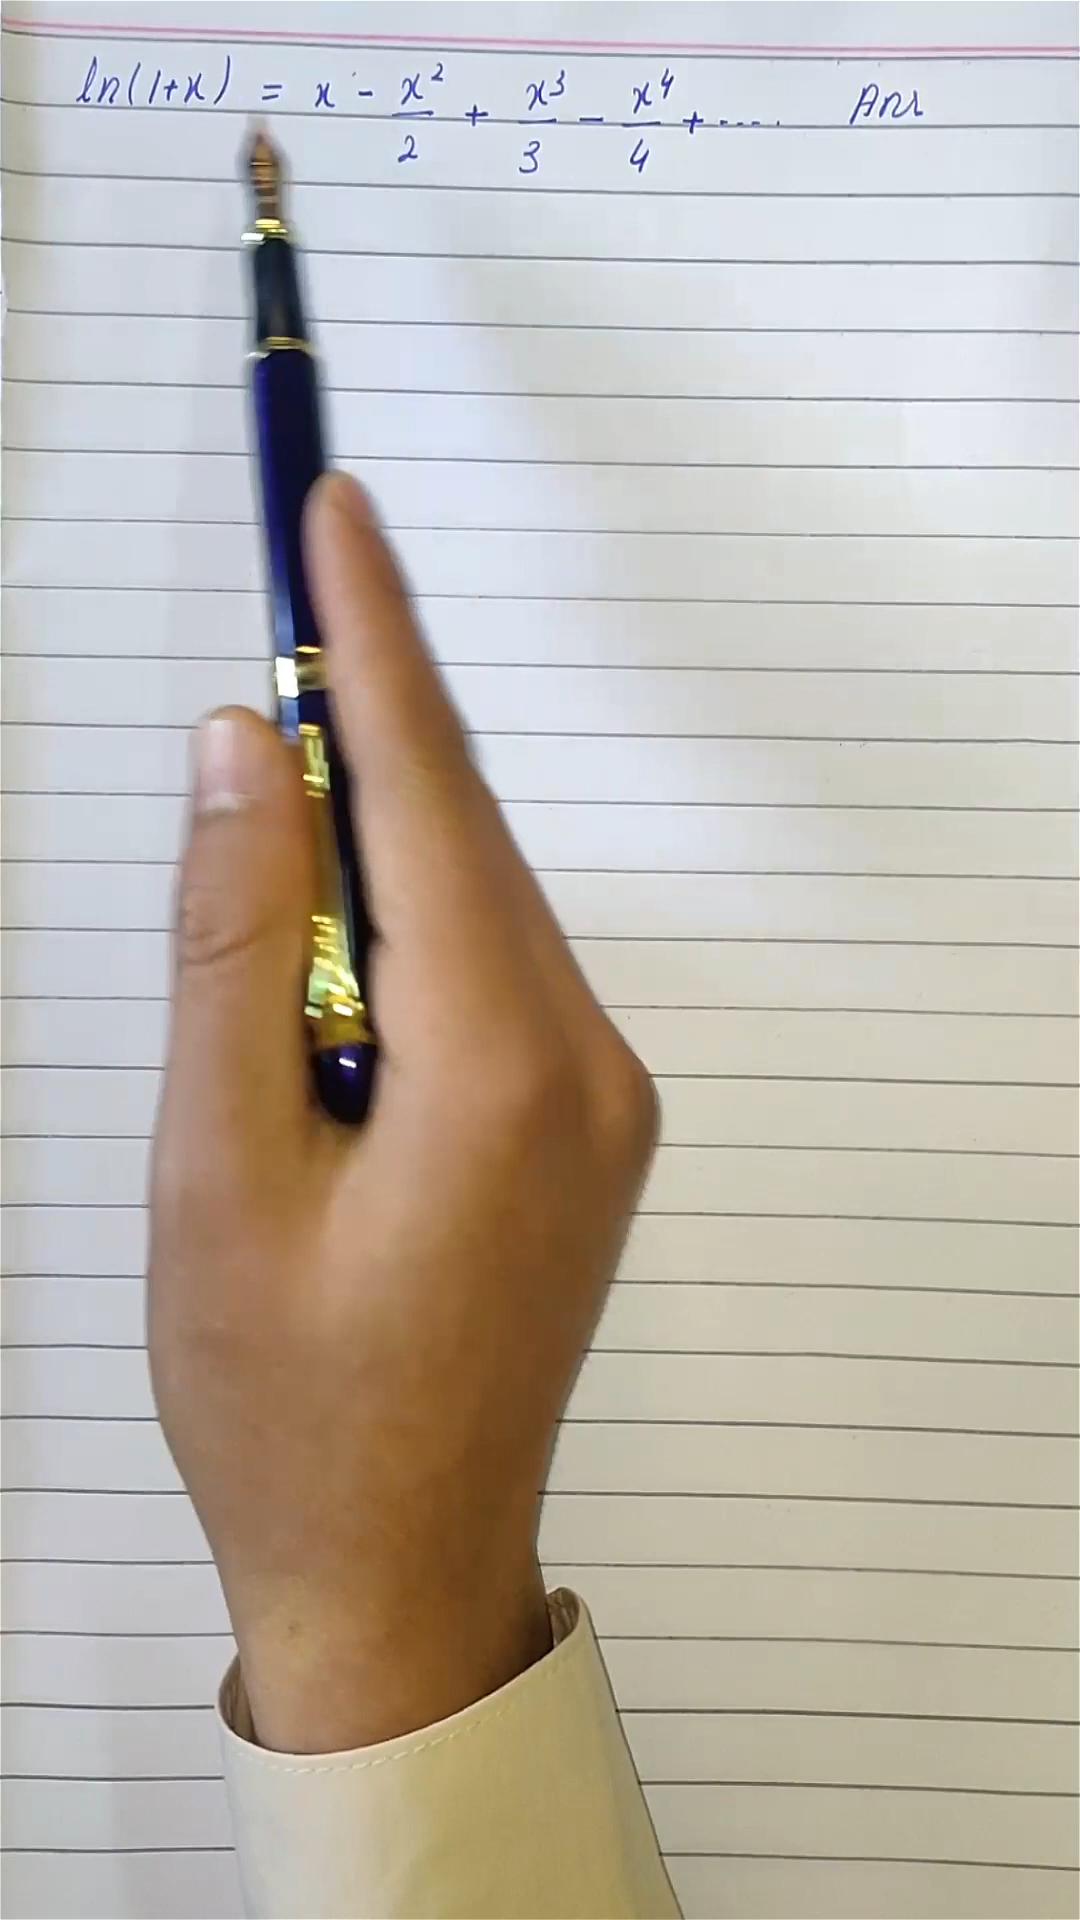 ln(1+x) = x - x²/2 + x³/3 - x⁴/4 + ..... Ans